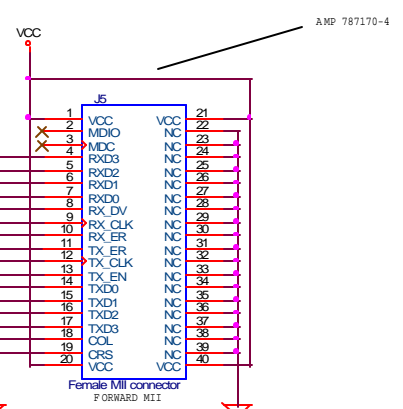 AMP 787170-4
VCC
J5
1 VCC VCC 21
2 MDIO NC 22
3 MDC NC 23
4 RXD3 NC 24
5 RXD2 NC 25
6 RXD1 NC 26
7 RXD0 NC 27
8 RX_DV NC 28
9 RX_CLK NC 29
10 RX_ER NC 30
11 TX_ER NC 31
12 TX_CLK NC 32
13 TX_EN NC 33
14 TXD0 NC 34
15 TXD1 NC 35
16 TXD2 NC 36
17 TXD3 NC 37
18 COL NC 38
19 CRS NC 39
20 VCC VCC 40
Female MII connector
FORWARD MII